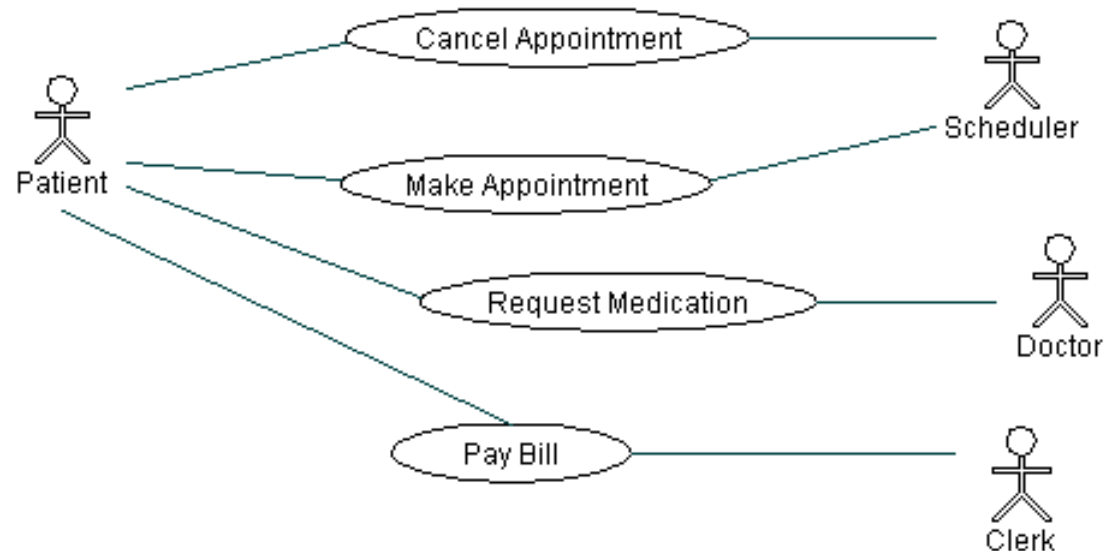 Cancel Appointment
Scheduler
Patient
Make Appointment
Request Medication
Doctor
Pay Bill
Clerk